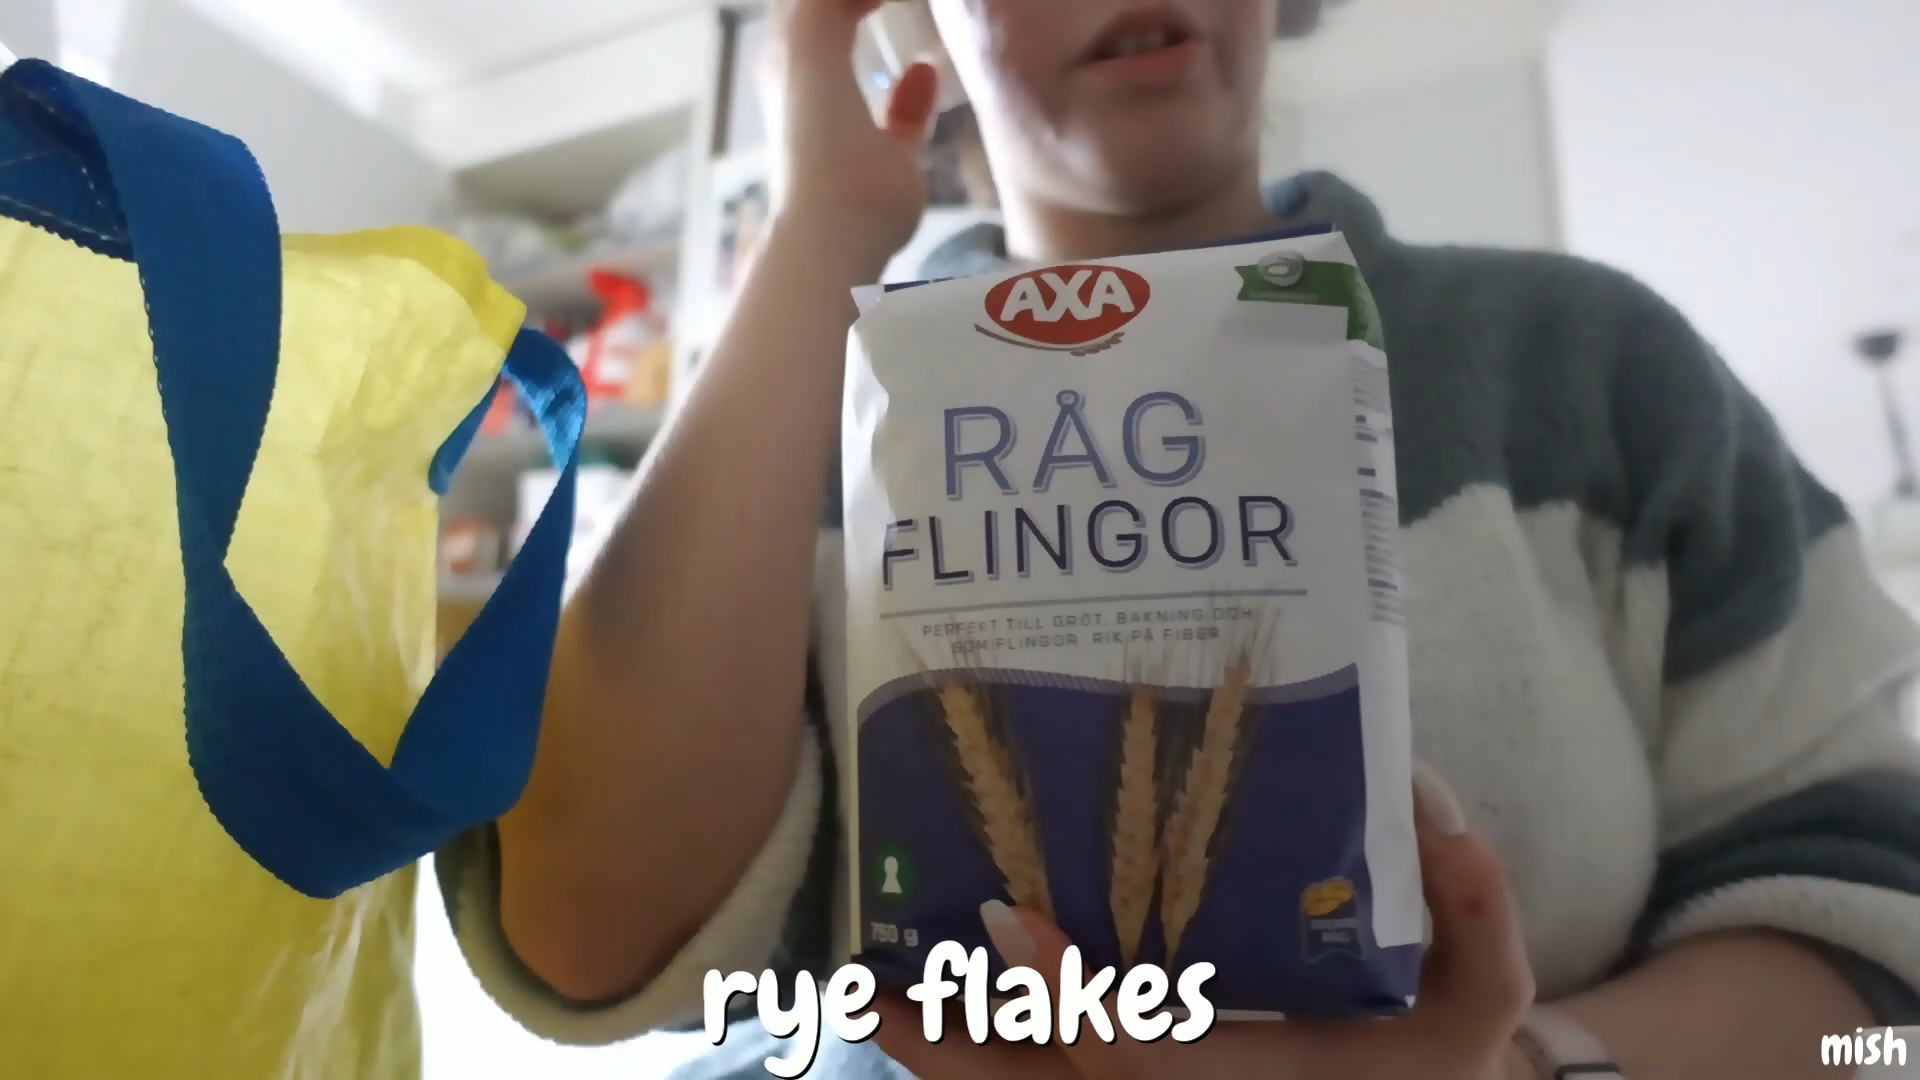 AXA
RÅG
FLINGOR
PERFEKT TILL GRÖT, BAKNING OCH
SOM FLINGOR. RIK PÅ FIBER
750 g
rye flakes
mish